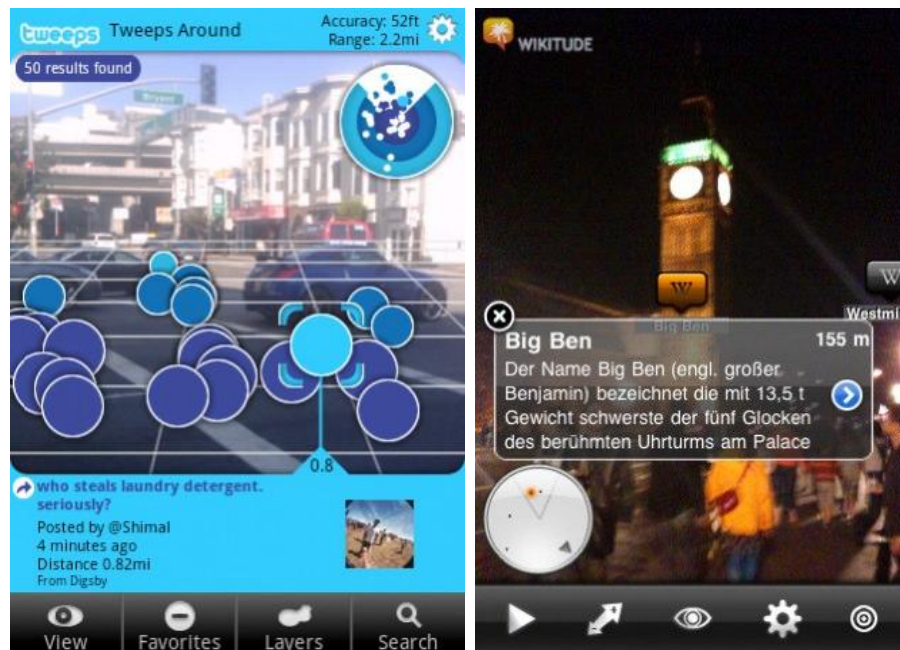 tweeps Tweeps Around
Accuracy: 52ft
Range: 2.2mi
50 results found
Bryant
0.8
who steals laundry detergent.
seriously?
Posted by @Shimal
4 minutes ago
Distance 0.82mi
From Digsby
View Favorites Layers Search
WIKITUDE
W
W
Westmi
Big Ben
Big Ben 155 m
Der Name Big Ben (engl. großer
Benjamin) bezeichnet die mit 13,5 t
Gewicht schwerste der fünf Glocken
des berühmten Uhrturms am Palace